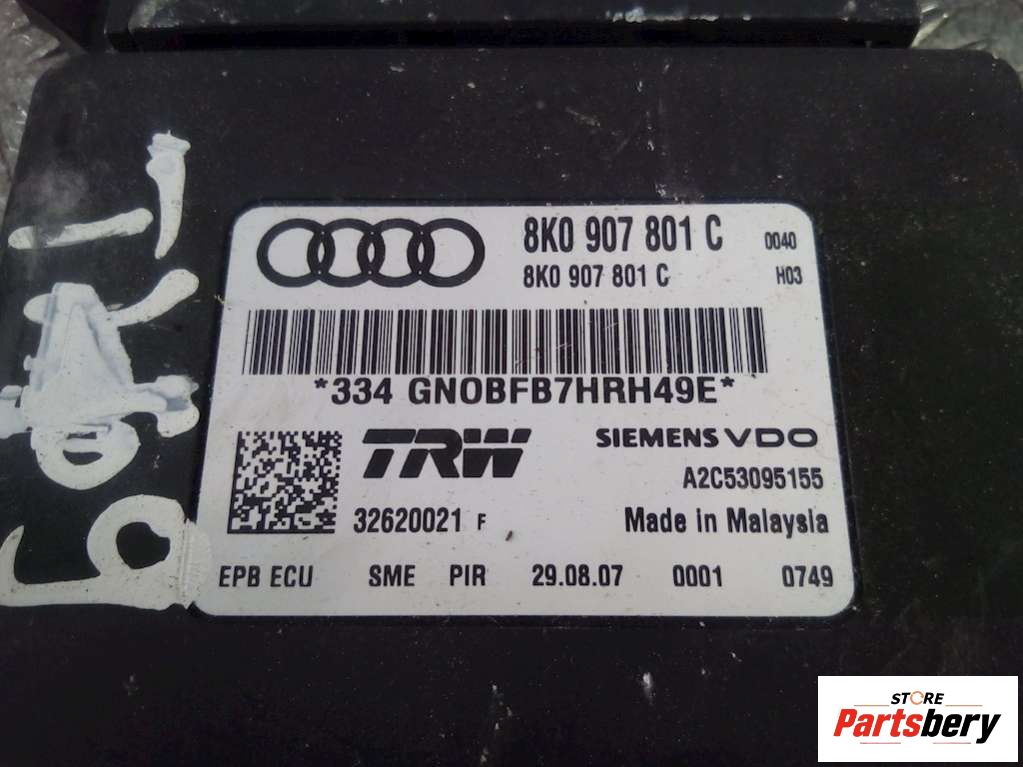 8K0 907 801 C 0040
8K0 907 801 C H03
*334 GN0BFB7HRH49E*
TRW SIEMENS VDO
A2C53095155
32620021 F Made in Malaysia
EPB ECU SME PIR 29.08.07 0001 0749
STORE
Partsbery